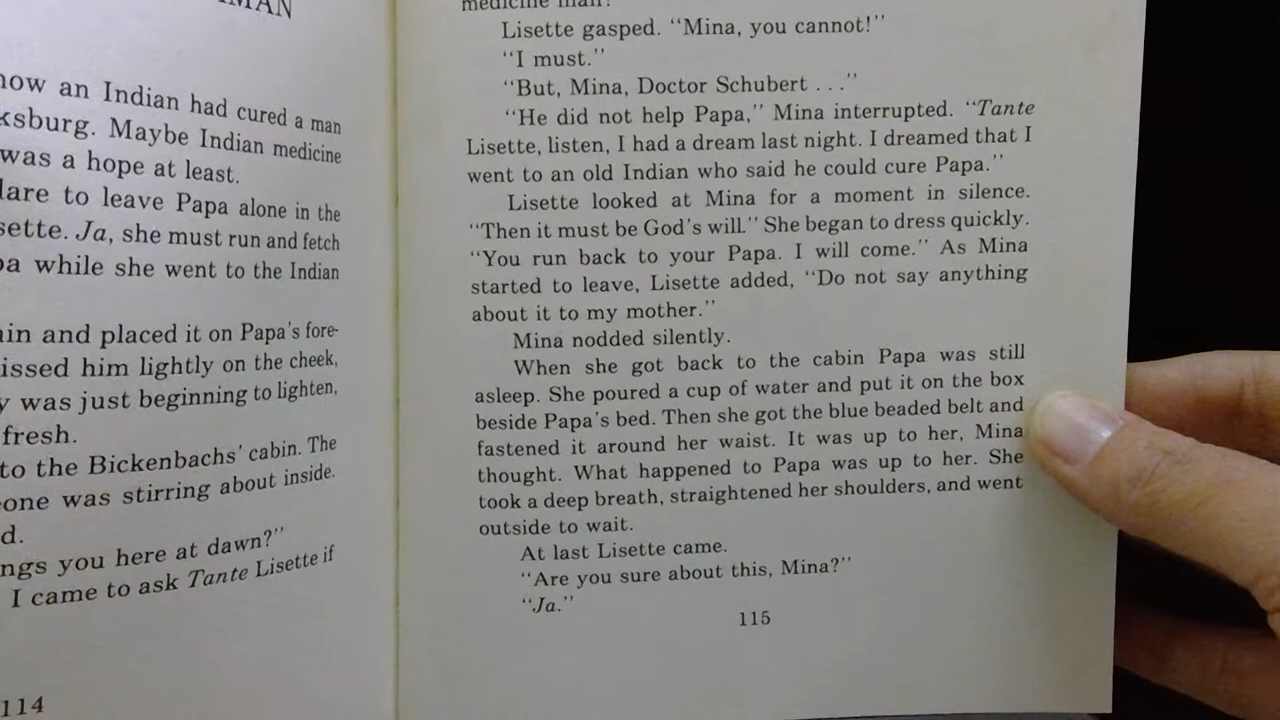 now an Indian had cured a man
ksburg. Maybe Indian medicine
was a hope at least.
to leave Papa alone in the
sette. Ja, she must run and fetch
while she went to the Indian
and placed it on Papa's fore-
him lightly on the cheek,
was just beginning to lighten,
fresh.
to the Bickenbachs' cabin. The
was stirring about inside.
you here at dawn?"
I came to ask Tante Lisette if
114
medicine man?
Lisette gasped. "Mina, you cannot!"
"I must."
"But, Mina, Doctor Schubert . . ."
"He did not help Papa," Mina interrupted. "Tante
Lisette, listen, I had a dream last night. I dreamed that I
went to an old Indian who said he could cure Papa."
Lisette looked at Mina for a moment in silence.
"Then it must be God's will." She began to dress quickly.
"You run back to your Papa. I will come." As Mina
started to leave, Lisette added, "Do not say anything
about it to my mother."
Mina nodded silently.
When she got back to the cabin Papa was still
asleep. She poured a cup of water and put it on the box
beside Papa's bed. Then she got the blue beaded belt and
fastened it around her waist. It was up to her, Mina
thought. What happened to Papa was up to her. She
took a deep breath, straightened her shoulders, and went
outside to wait.
At last Lisette came.
"Are you sure about this, Mina?"
"Ja."
115